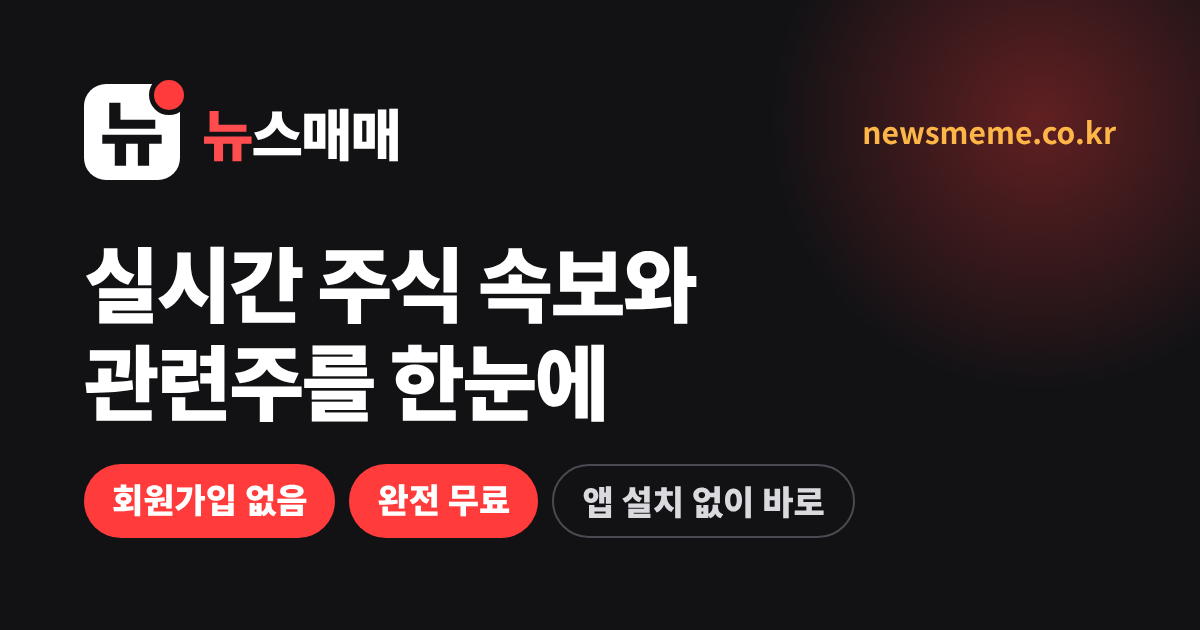 뉴
뉴스매매
newsmeme.co.kr
실시간 주식 속보와
관련주를 한눈에
회원가입 없음
완전 무료
앱 설치 없이 바로